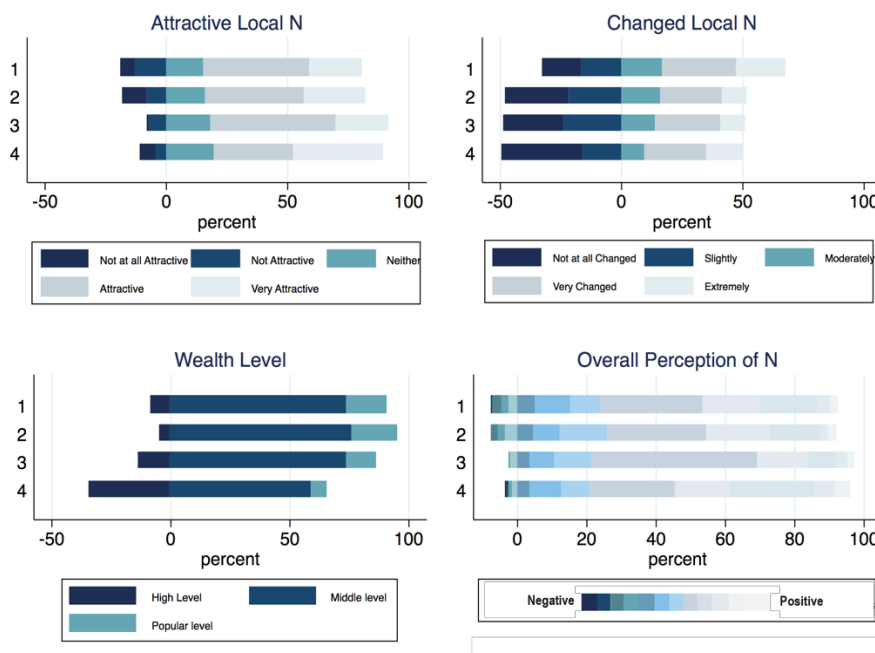 Attractive Local N
1
2
3
4
-50 0 50 100
percent
Not at all Attractive Not Attractive Neither
Attractive Very Attractive
Changed Local N
1
2
3
4
-50 0 50 100
percent
Not at all Changed Slightly Moderately
Very Changed Extremely
Wealth Level
1
2
3
4
-50 0 50 100
percent
High Level Middle level
Popular level
Overall Perception of N
1
2
3
4
0 20 40 60 80 100
percent
Negative Positive